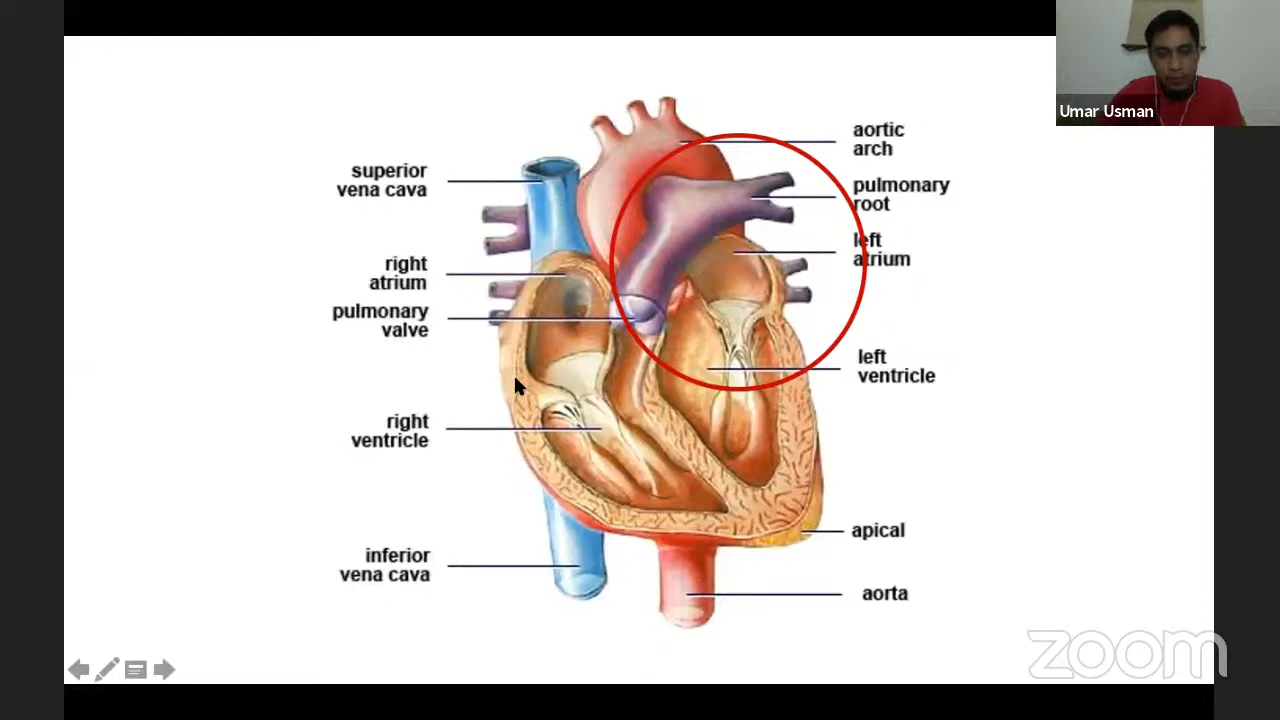 Umar Usman
superior
vena cava
right
atrium
pulmonary
valve
right
ventricle
inferior
vena cava
aortic
arch
pulmonary
root
left
atrium
left
ventricle
apical
aorta
zoom